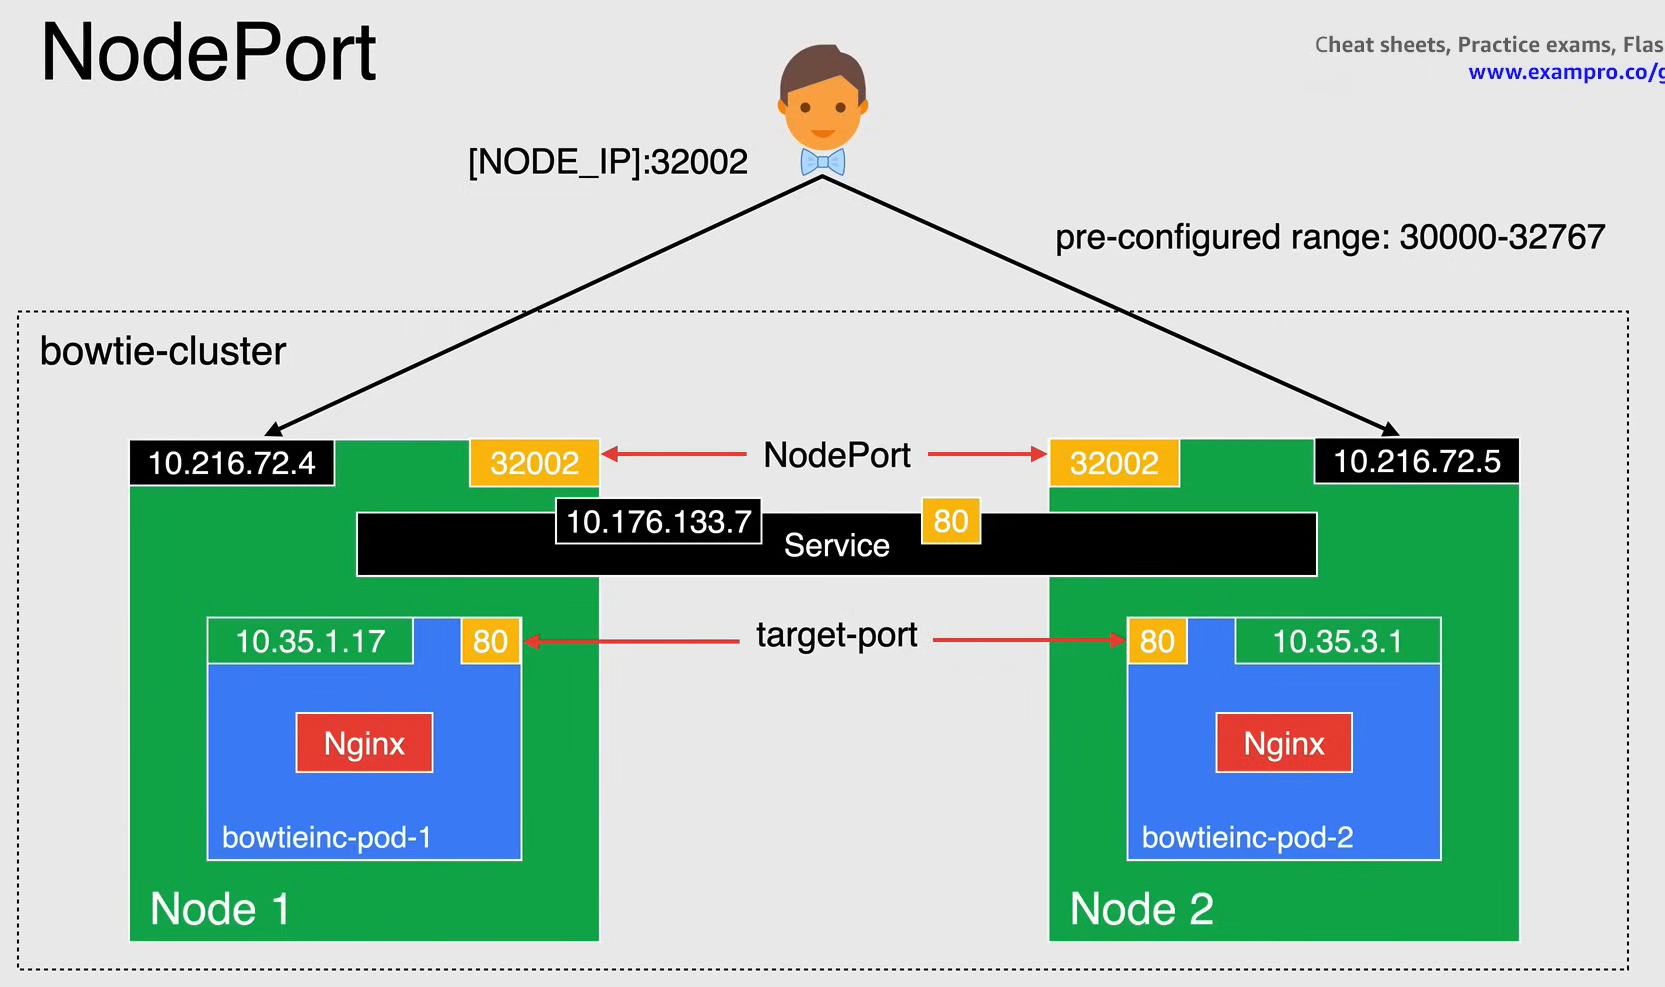 NodePort
Cheat sheets, Practice exams, Flas
www.exampro.co/g
[NODE_IP]:32002
pre-configured range: 30000-32767
bowtie-cluster
10.216.72.4
32002
NodePort
32002
10.216.72.5
10.176.133.7
80
Service
10.35.1.17
80
target-port
80
10.35.3.1
Nginx
Nginx
bowtieinc-pod-1
bowtieinc-pod-2
Node 1
Node 2